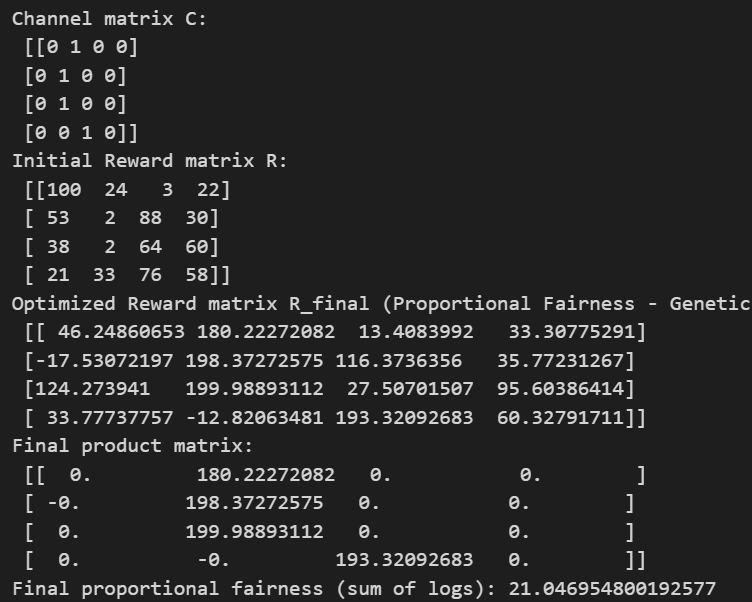 Channel matrix C:
[[0 1 0 0]
[0 1 0 0]
[0 1 0 0]
[0 0 1 0]]
Initial Reward matrix R:
[[100 24 3 22]
[ 53 2 88 30]
[ 38 2 64 60]
[ 21 33 76 58]]
Optimized Reward matrix R_final (Proportional Fairness - Genetic
[[ 46.24860653 180.22272082 13.4083992 33.30775291]
[-17.53072197 198.37272575 116.3736356 35.77231267]
[124.273941 199.98893112 27.50701507 95.60386414]
[ 33.77737757 -12.82063481 193.32092683 60.32791711]]
Final product matrix:
[[ 0. 180.22272082 0. 0. ]
[ -0. 198.37272575 0. 0. ]
[ 0. 199.98893112 0. 0. ]
[ 0. -0. 193.32092683 0. ]]
Final proportional fairness (sum of logs): 21.046954800192577